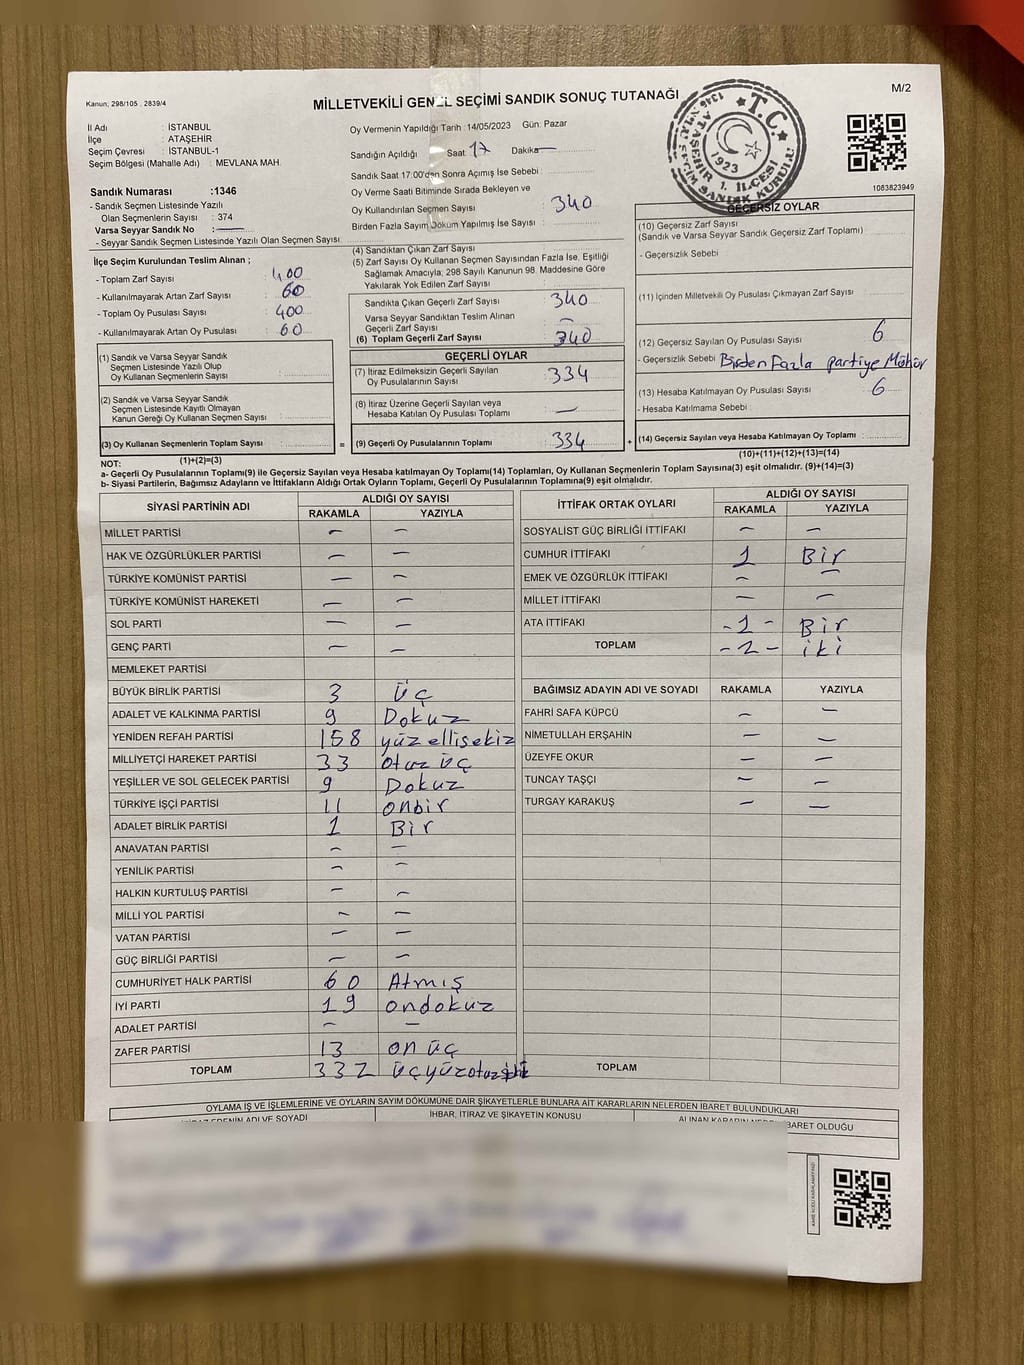 Kanun; 298/105 ; 2839/4
MİLLETVEKİLİ GENEL SEÇİMİ SANDIK SONUÇ TUTANAĞI
M/2
İl Adı : İSTANBUL
İlçe : ATAŞEHİR
Seçim Çevresi : İSTANBUL-1
Seçim Bölgesi (Mahalle Adı) : MEVLANA MAH.
Sandık Numarası :1346
- Sandık Seçmen Listesinde Yazılı
Olan Seçmenlerin Sayısı : 374
Varsa Seyyar Sandık No : —
- Seyyar Sandık Seçmen Listesinde Yazılı Olan Seçmen Sayısı:
İlçe Seçim Kurulundan Teslim Alınan ;
- Toplam Zarf Sayısı : 400
- Kullanılmayarak Artan Zarf Sayısı : 60
- Toplam Oy Pusulası Sayısı : 400
- Kullanılmayarak Artan Oy Pusulası : 60
Oy Vermenin Yapıldığı Tarih :14/05/2023 Gün: Pazar
Sandığın Açıldığı Saat 17 Dakika —
Sandık Saat 17:00'den Sonra Açımış İse Sebebi :
Oy Verme Saati Bitiminde Sırada Bekleyen ve
Oy Kullandırılan Seçmen Sayısı : 340
Birden Fazla Sayım Döküm Yapılmış İse Sayısı :
(4) Sandıktan Çıkan Zarf Sayısı :
(5) Zarf Sayısı Oy Kullanan Seçmen Sayısından Fazla İse, Eşitliği
Sağlamak Amacıyla; 298 Sayılı Kanunun 98. Maddesine Göre
Yakılarak Yok Edilen Zarf Sayısı :
Sandıkta Çıkan Geçerli Zarf Sayısı : 340
Varsa Seyyar Sandıktan Teslim Alınan
Geçerli Zarf Sayısı : —
(6) Toplam Geçerli Zarf Sayısı : 340
T.C.
1923
ATAŞEHİR 1. İLÇESİ
1346 NOLU SEÇİM SANDIK KURULU
1083823949
GEÇERSİZ OYLAR
(10) Geçersiz Zarf Sayısı
(Sandık ve Varsa Seyyar Sandık Geçersiz Zarf Toplamı) :
- Geçersizlik Sebebi
(11) İçinden Milletvekili Oy Pusulası Çıkmayan Zarf Sayısı :
(12) Geçersiz Sayılan Oy Pusulası Sayısı : 6
- Geçersizlik Sebebi Birden Fazla partiye Mühür
(13) Hesaba Katılmayan Oy Pusulası Sayısı : 6
- Hesaba Katılmama Sebebi :
(1) Sandık ve Varsa Seyyar Sandık
Seçmen Listesinde Yazılı Olup
Oy Kullanan Seçmenlerin Sayısı :
(2) Sandık ve Varsa Seyyar Sandık
Seçmen Listesinde Kayıtlı Olmayan
Kanun Gereği Oy Kullanan Seçmen Sayısı :
(3) Oy Kullanan Seçmenlerin Toplam Sayısı :
(1)+(2)=(3)
GEÇERLİ OYLAR
(7) İtiraz Edilmeksizin Geçerli Sayılan
Oy Pusulalarının Sayısı : 334
(8) İtiraz Üzerine Geçerli Sayılan veya
Hesaba Katılan Oy Pusulası Toplamı : —
= (9) Geçerli Oy Pusulalarının Toplamı : 334
+ (14) Geçersiz Sayılan veya Hesaba Katılmayan Oy Toplamı :
(10)+(11)+(12)+(13)=(14)
NOT:
a- Geçerli Oy Pusulalarının Toplamı(9) ile Geçersiz Sayılan veya Hesaba katılmayan Oy Toplamı(14) Toplamları, Oy Kullanan Seçmenlerin Toplam Sayısına(3) eşit olmalıdır. (9)+(14)=(3)
b- Siyasi Partilerin, Bağımsız Adayların ve İttifakların Aldığı Ortak Oyların Toplamı, Geçerli Oy Pusulalarının Toplamına(9) eşit olmalıdır.
SİYASİ PARTİNİN ADI ALDIĞI OY SAYISI
RAKAMLA YAZIYLA
MİLLET PARTİSİ — —
HAK VE ÖZGÜRLÜKLER PARTİSİ — —
TÜRKİYE KOMÜNİST PARTİSİ — —
TÜRKİYE KOMÜNİST HAREKETİ — —
SOL PARTİ — —
GENÇ PARTİ — —
MEMLEKET PARTİSİ
BÜYÜK BİRLİK PARTİSİ 3 Üç
ADALET VE KALKINMA PARTİSİ 9 Dokuz
YENİDEN REFAH PARTİSİ 158 yüzellisekiz
MİLLİYETÇİ HAREKET PARTİSİ 33 Otuz üç
YEŞİLLER VE SOL GELECEK PARTİSİ 9 Dokuz
TÜRKİYE İŞÇİ PARTİSİ 11 onbir
ADALET BİRLİK PARTİSİ 1 Bir
ANAVATAN PARTİSİ — —
YENİLİK PARTİSİ — —
HALKIN KURTULUŞ PARTİSİ — —
MİLLİ YOL PARTİSİ — —
VATAN PARTİSİ — —
GÜÇ BİRLİĞİ PARTİSİ — —
CUMHURİYET HALK PARTİSİ 60 Atmış
İYİ PARTİ 19 ondokuz
ADALET PARTİSİ — —
ZAFER PARTİSİ 13 on üç
TOPLAM 332 üçyüzotuz
İTTİFAK ORTAK OYLARI ALDIĞI OY SAYISI
RAKAMLA YAZIYLA
SOSYALİST GÜÇ BİRLİĞİ İTTİFAKI — —
CUMHUR İTTİFAKI 1 Bir
EMEK VE ÖZGÜRLÜK İTTİFAKI — —
MİLLET İTTİFAKI — —
ATA İTTİFAKI -1- Bir
TOPLAM -2- iki
BAĞIMSIZ ADAYIN ADI VE SOYADI RAKAMLA YAZIYLA
FAHRİ SAFA KÜPCÜ — —
NİMETULLAH ERŞAHİN — —
ÜZEYFE OKUR — —
TUNCAY TAŞÇI — —
TURGAY KARAKUŞ — —
TOPLAM
OYLAMA İŞ VE İŞLEMLERİNE VE OYLARIN SAYIM DÖKÜMÜNE DAİR ŞİKAYETLERLE BUNLARA AİT KARARLARIN NELERDEN İBARET BULUNDUKLARI
İTİRAZ EDENİN ADI VE SOYADI İHBAR, İTİRAZ VE ŞİKAYETİN KONUSU ALINAN KARARIN NEDEN İBARET OLDUĞU